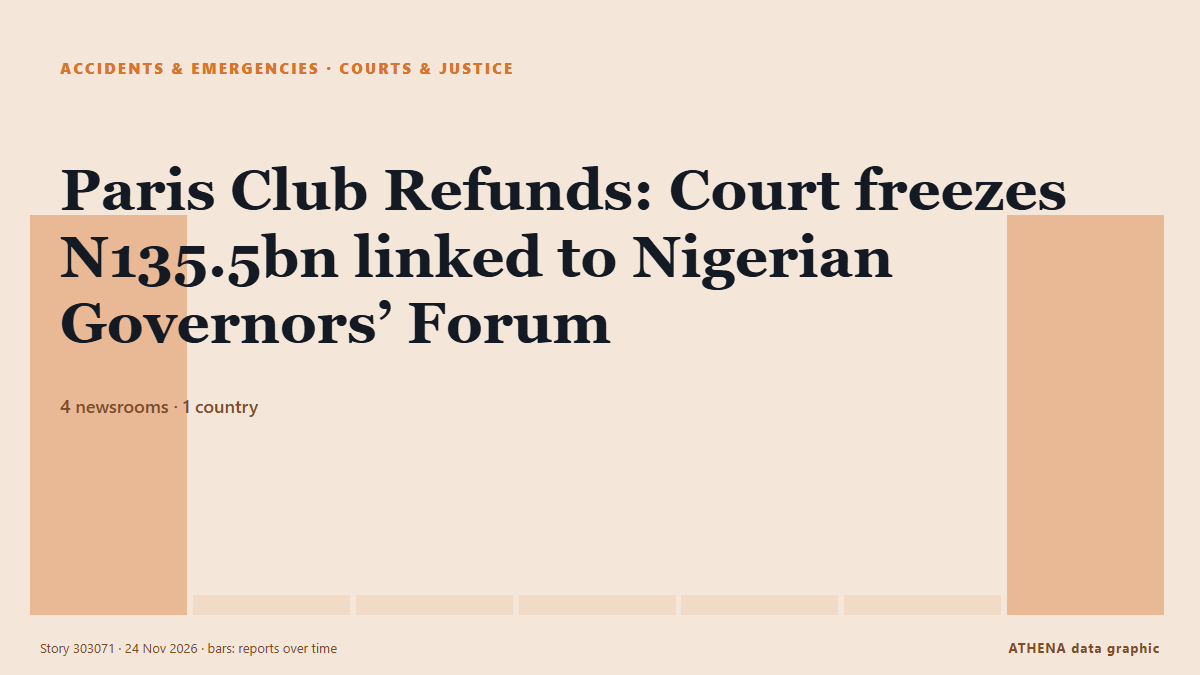 ACCIDENTS & EMERGENCIES · COURTS & JUSTICE
Paris Club Refunds: Court freezes
N135.5bn linked to Nigerian
Governors’ Forum
4 newsrooms · 1 country
Story 303071 · 24 Nov 2026 · bars: reports over time
ATHENA data graphic